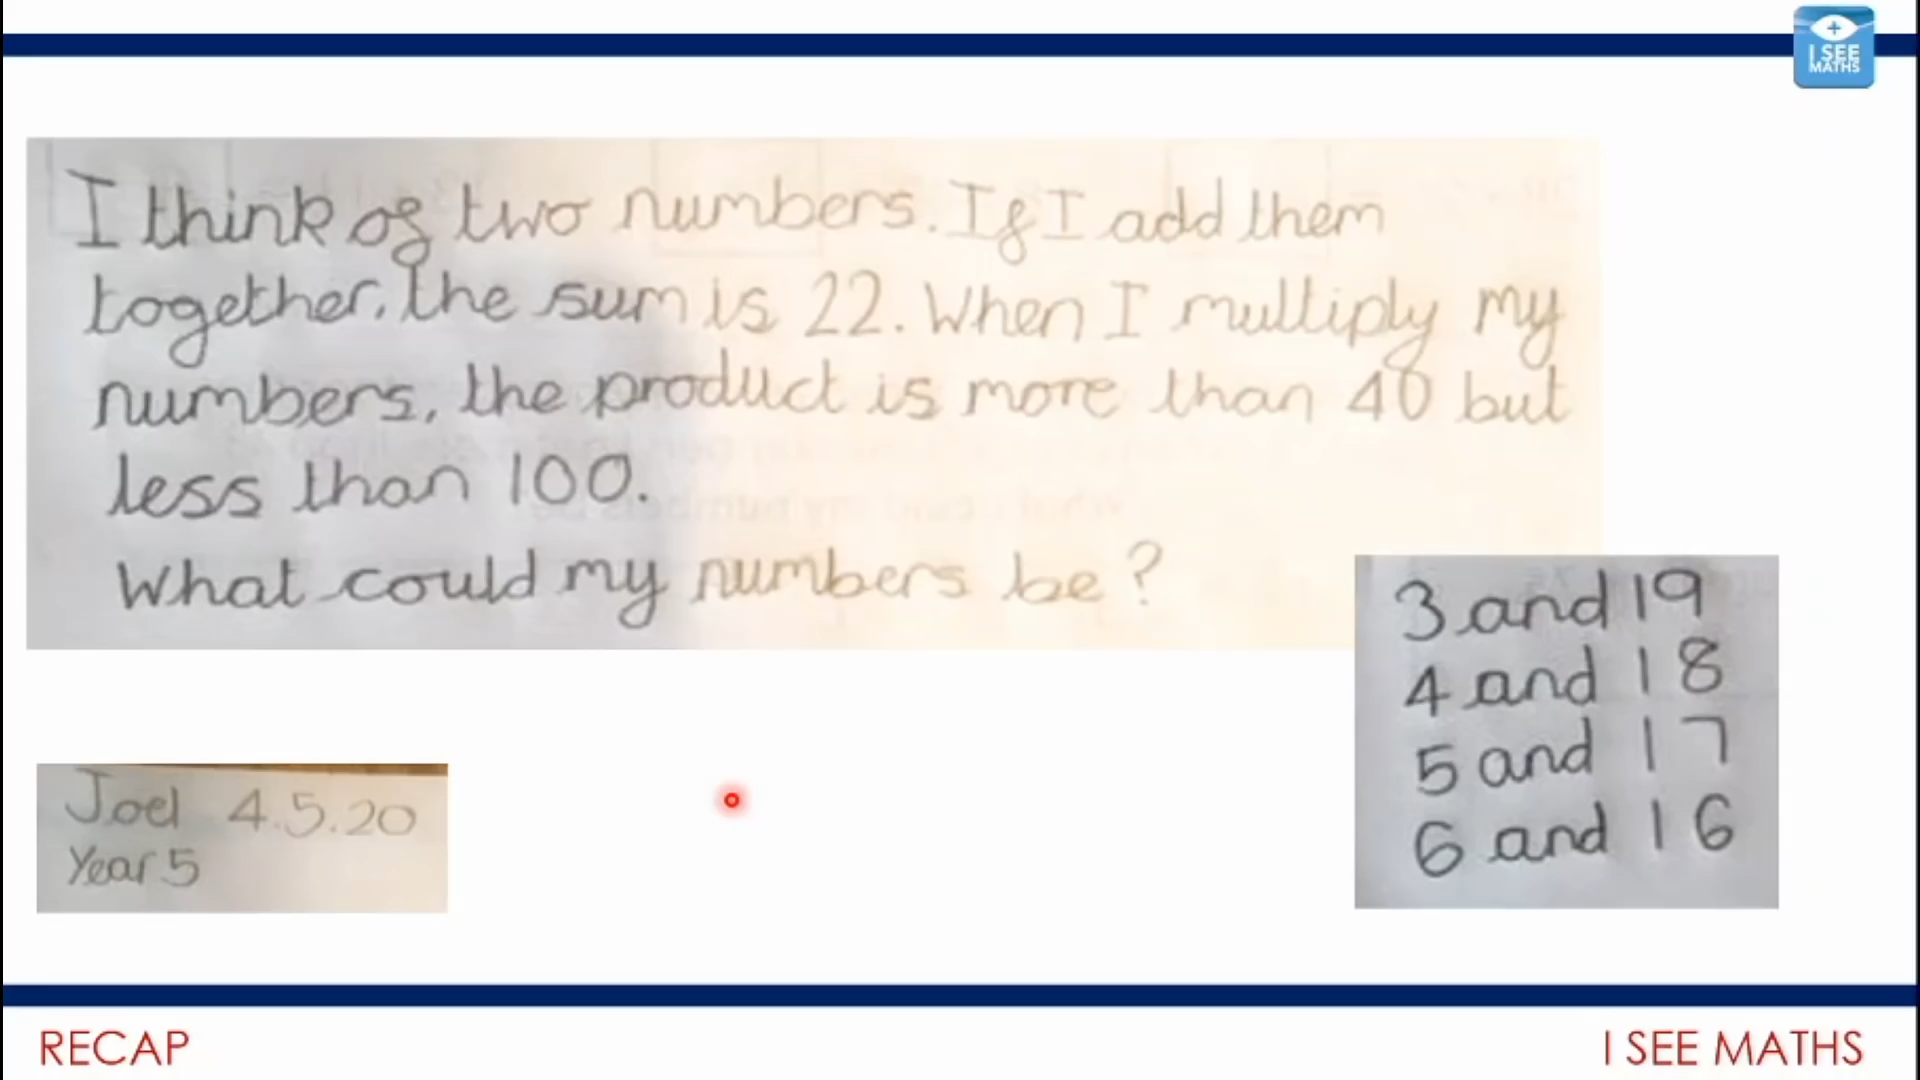 I SEE
MATHS
I think of two numbers. If I add them
together, the sum is 22. When I multiply my
numbers, the product is more than 40 but
less than 100.
What could my numbers be?
3 and 19
4 and 18
5 and 17
6 and 16
Joel 4.5.20
Year 5
RECAP
I SEE MATHS